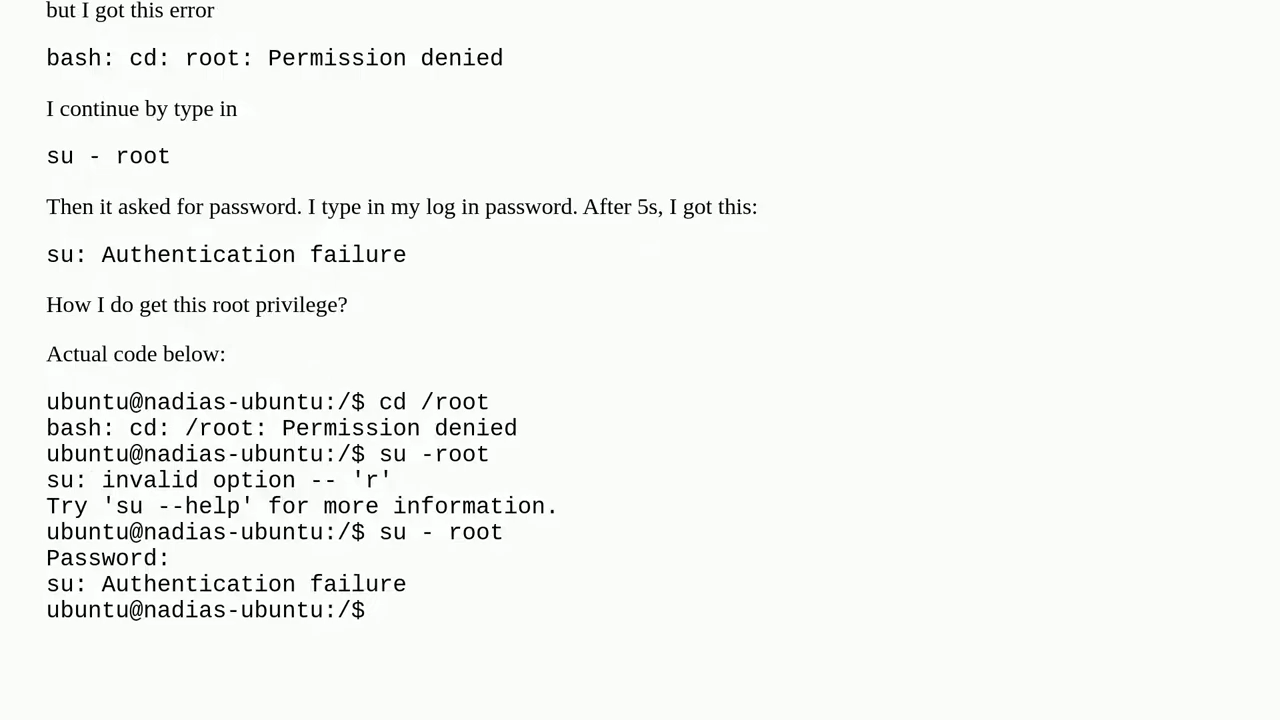 but I got this error
bash: cd: root: Permission denied
I continue by type in
su - root
Then it asked for password. I type in my log in password. After 5s, I got this:
su: Authentication failure
How I do get this root privilege?
Actual code below:
ubuntu@nadias-ubuntu:/$ cd /root
bash: cd: /root: Permission denied
ubuntu@nadias-ubuntu:/$ su -root
su: invalid option -- 'r'
Try 'su --help' for more information.
ubuntu@nadias-ubuntu:/$ su - root
Password:
su: Authentication failure
ubuntu@nadias-ubuntu:/$